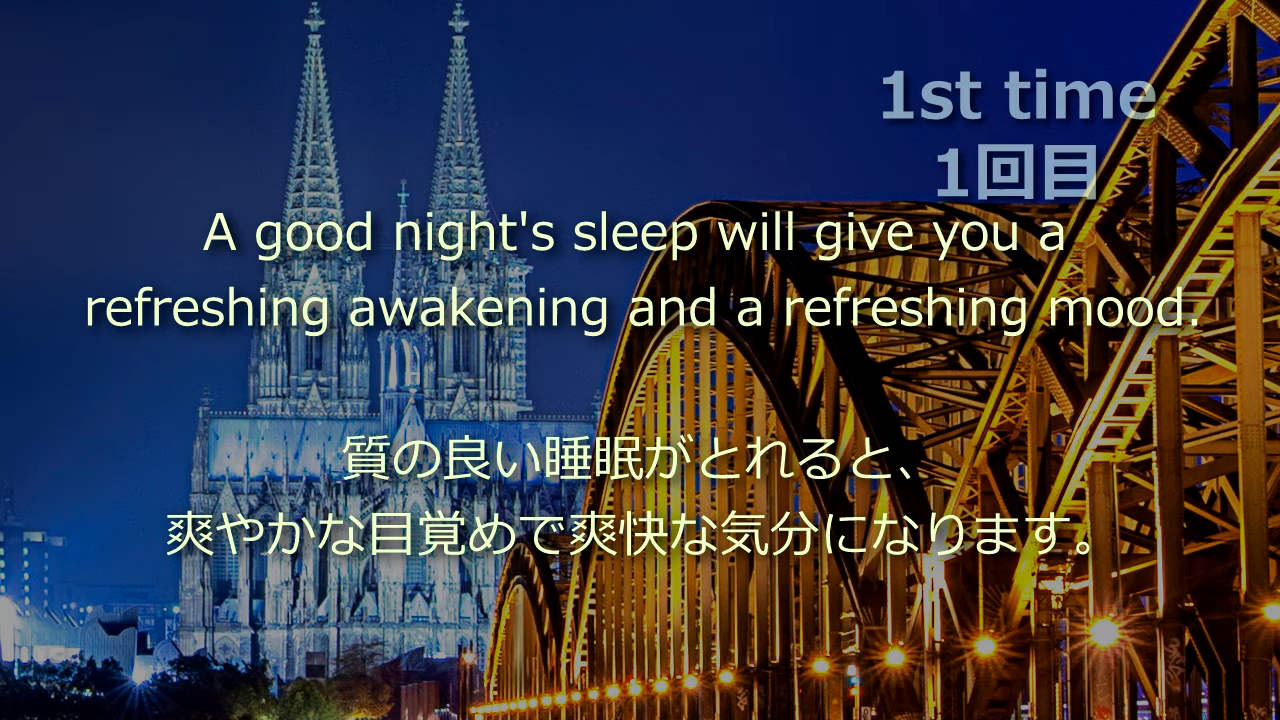 1st time
1回目
A good night's sleep will give you a
refreshing awakening and a refreshing mood.
質の良い睡眠がとれると、
爽やかな目覚めで爽快な気分になります。